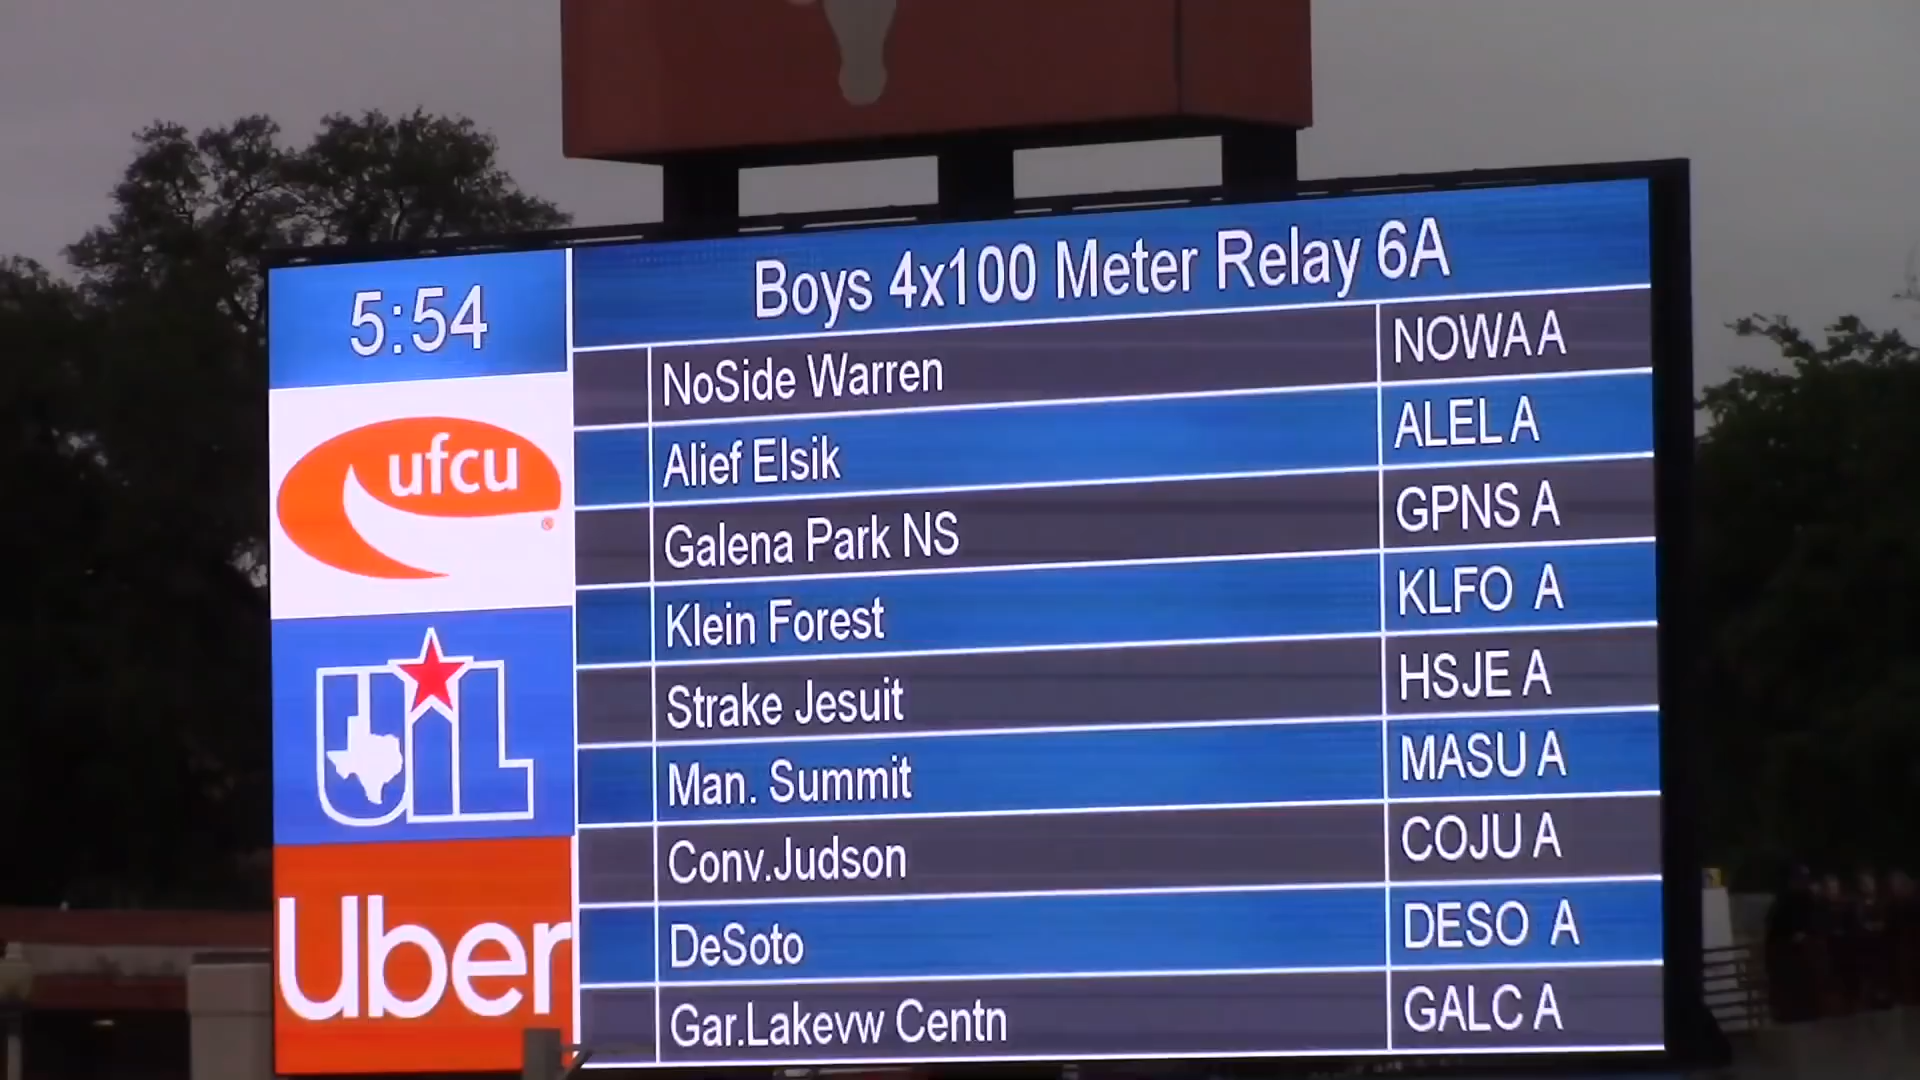 5:54
ufcu
UIL
Uber
Boys 4x100 Meter Relay 6A
NoSide Warren NOWA A
Alief Elsik ALEL A
Galena Park NS GPNS A
Klein Forest KLFO A
Strake Jesuit HSJE A
Man. Summit MASU A
Conv.Judson COJU A
DeSoto DESO A
Gar.Lakevw Centn GALC A